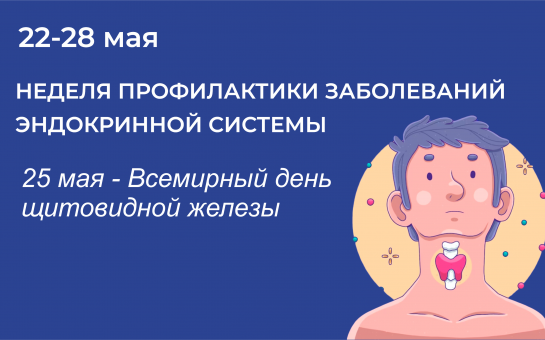 22-28 мая
НЕДЕЛЯ ПРОФИЛАКТИКИ ЗАБОЛЕВАНИЙ
ЭНДОКРИННОЙ СИСТЕМЫ
25 мая - Всемирный день
щитовидной железы